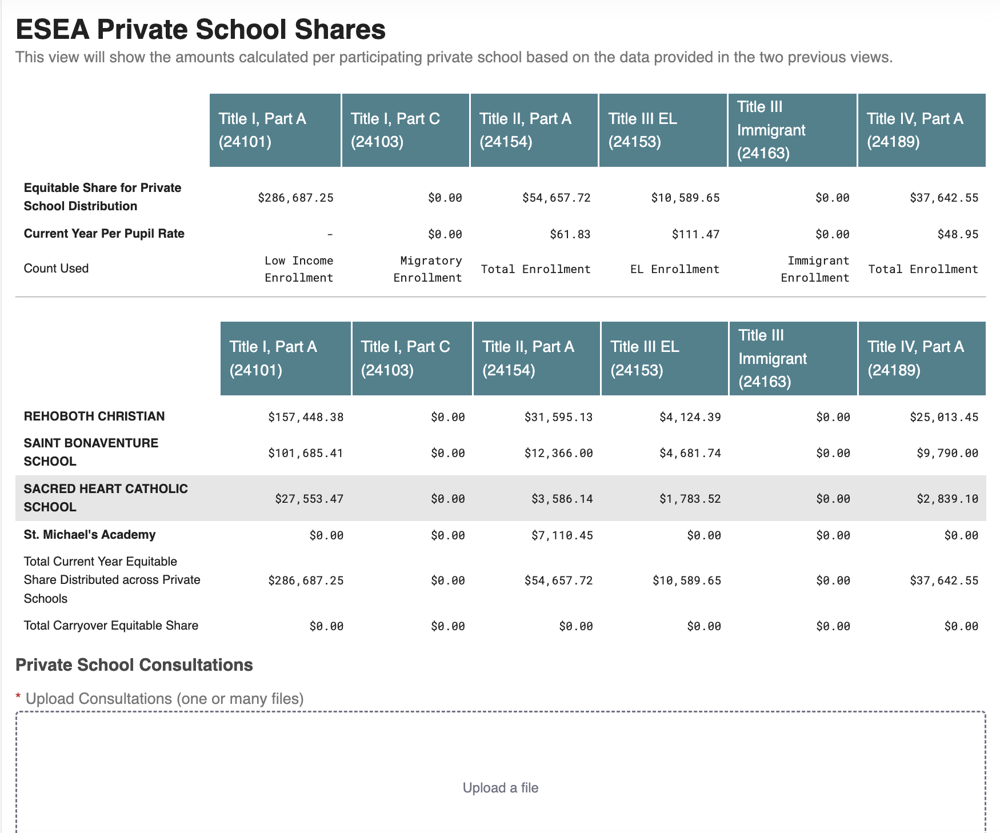 ESEA Private School Shares
This view will show the amounts calculated per participating private school based on the data provided in the two previous views.
Title I, Part A (24101) Title I, Part C (24103) Title II, Part A (24154) Title III EL (24153) Title III Immigrant (24163) Title IV, Part A (24189)
Equitable Share for Private School Distribution $286,687.25 $0.00 $54,657.72 $10,589.65 $0.00 $37,642.55
Current Year Per Pupil Rate - $0.00 $61.83 $111.47 $0.00 $48.95
Count Used Low Income Enrollment Migratory Enrollment Total Enrollment EL Enrollment Immigrant Enrollment Total Enrollment
Title I, Part A (24101) Title I, Part C (24103) Title II, Part A (24154) Title III EL (24153) Title III Immigrant (24163) Title IV, Part A (24189)
REHOBOTH CHRISTIAN $157,448.38 $0.00 $31,595.13 $4,124.39 $0.00 $25,013.45
SAINT BONAVENTURE SCHOOL $101,685.41 $0.00 $12,366.00 $4,681.74 $0.00 $9,790.00
SACRED HEART CATHOLIC SCHOOL $27,553.47 $0.00 $3,586.14 $1,783.52 $0.00 $2,839.10
St. Michael's Academy $0.00 $0.00 $7,110.45 $0.00 $0.00 $0.00
Total Current Year Equitable Share Distributed across Private Schools $286,687.25 $0.00 $54,657.72 $10,589.65 $0.00 $37,642.55
Total Carryover Equitable Share $0.00 $0.00 $0.00 $0.00 $0.00 $0.00
Private School Consultations
* Upload Consultations (one or many files)
Upload a file